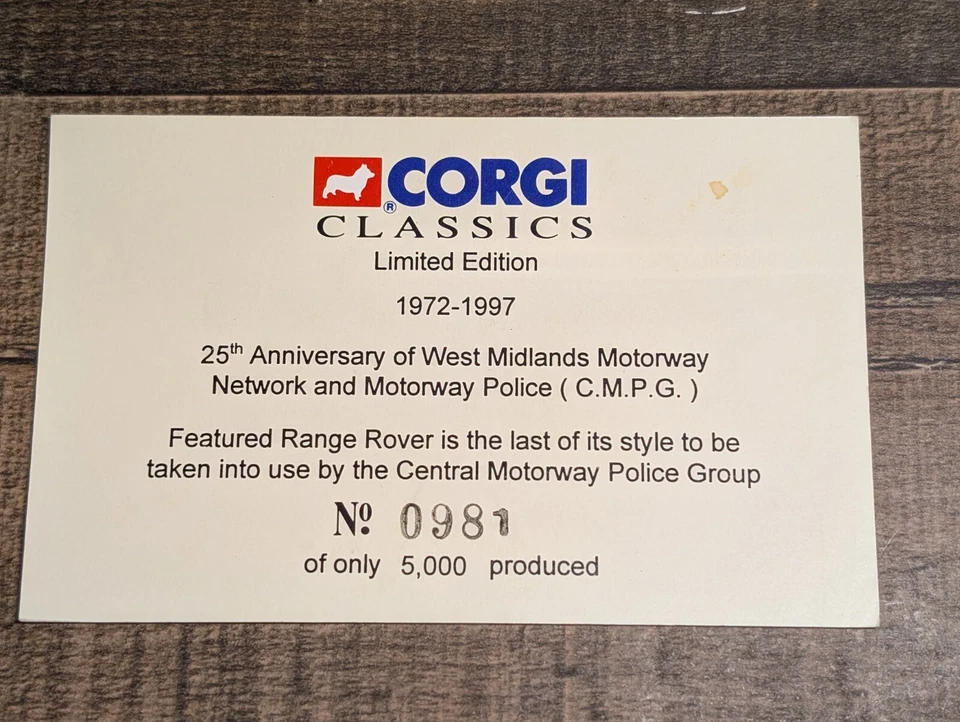 ® CORGI
CLASSICS
Limited Edition
1972-1997
25th Anniversary of West Midlands Motorway
Network and Motorway Police ( C.M.P.G. )
Featured Range Rover is the last of its style to be
taken into use by the Central Motorway Police Group
Nº 0981
of only 5,000 produced